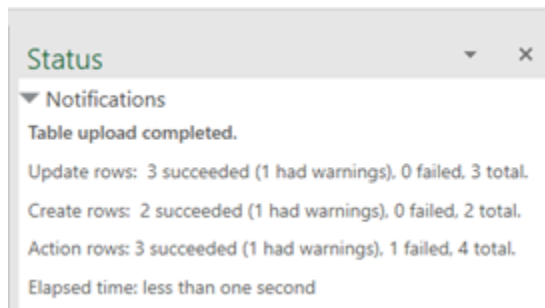 Status
Notifications
Table upload completed.
Update rows: 3 succeeded (1 had warnings), 0 failed, 3 total.
Create rows: 2 succeeded (1 had warnings), 0 failed, 2 total.
Action rows: 3 succeeded (1 had warnings), 1 failed, 4 total.
Elapsed time: less than one second